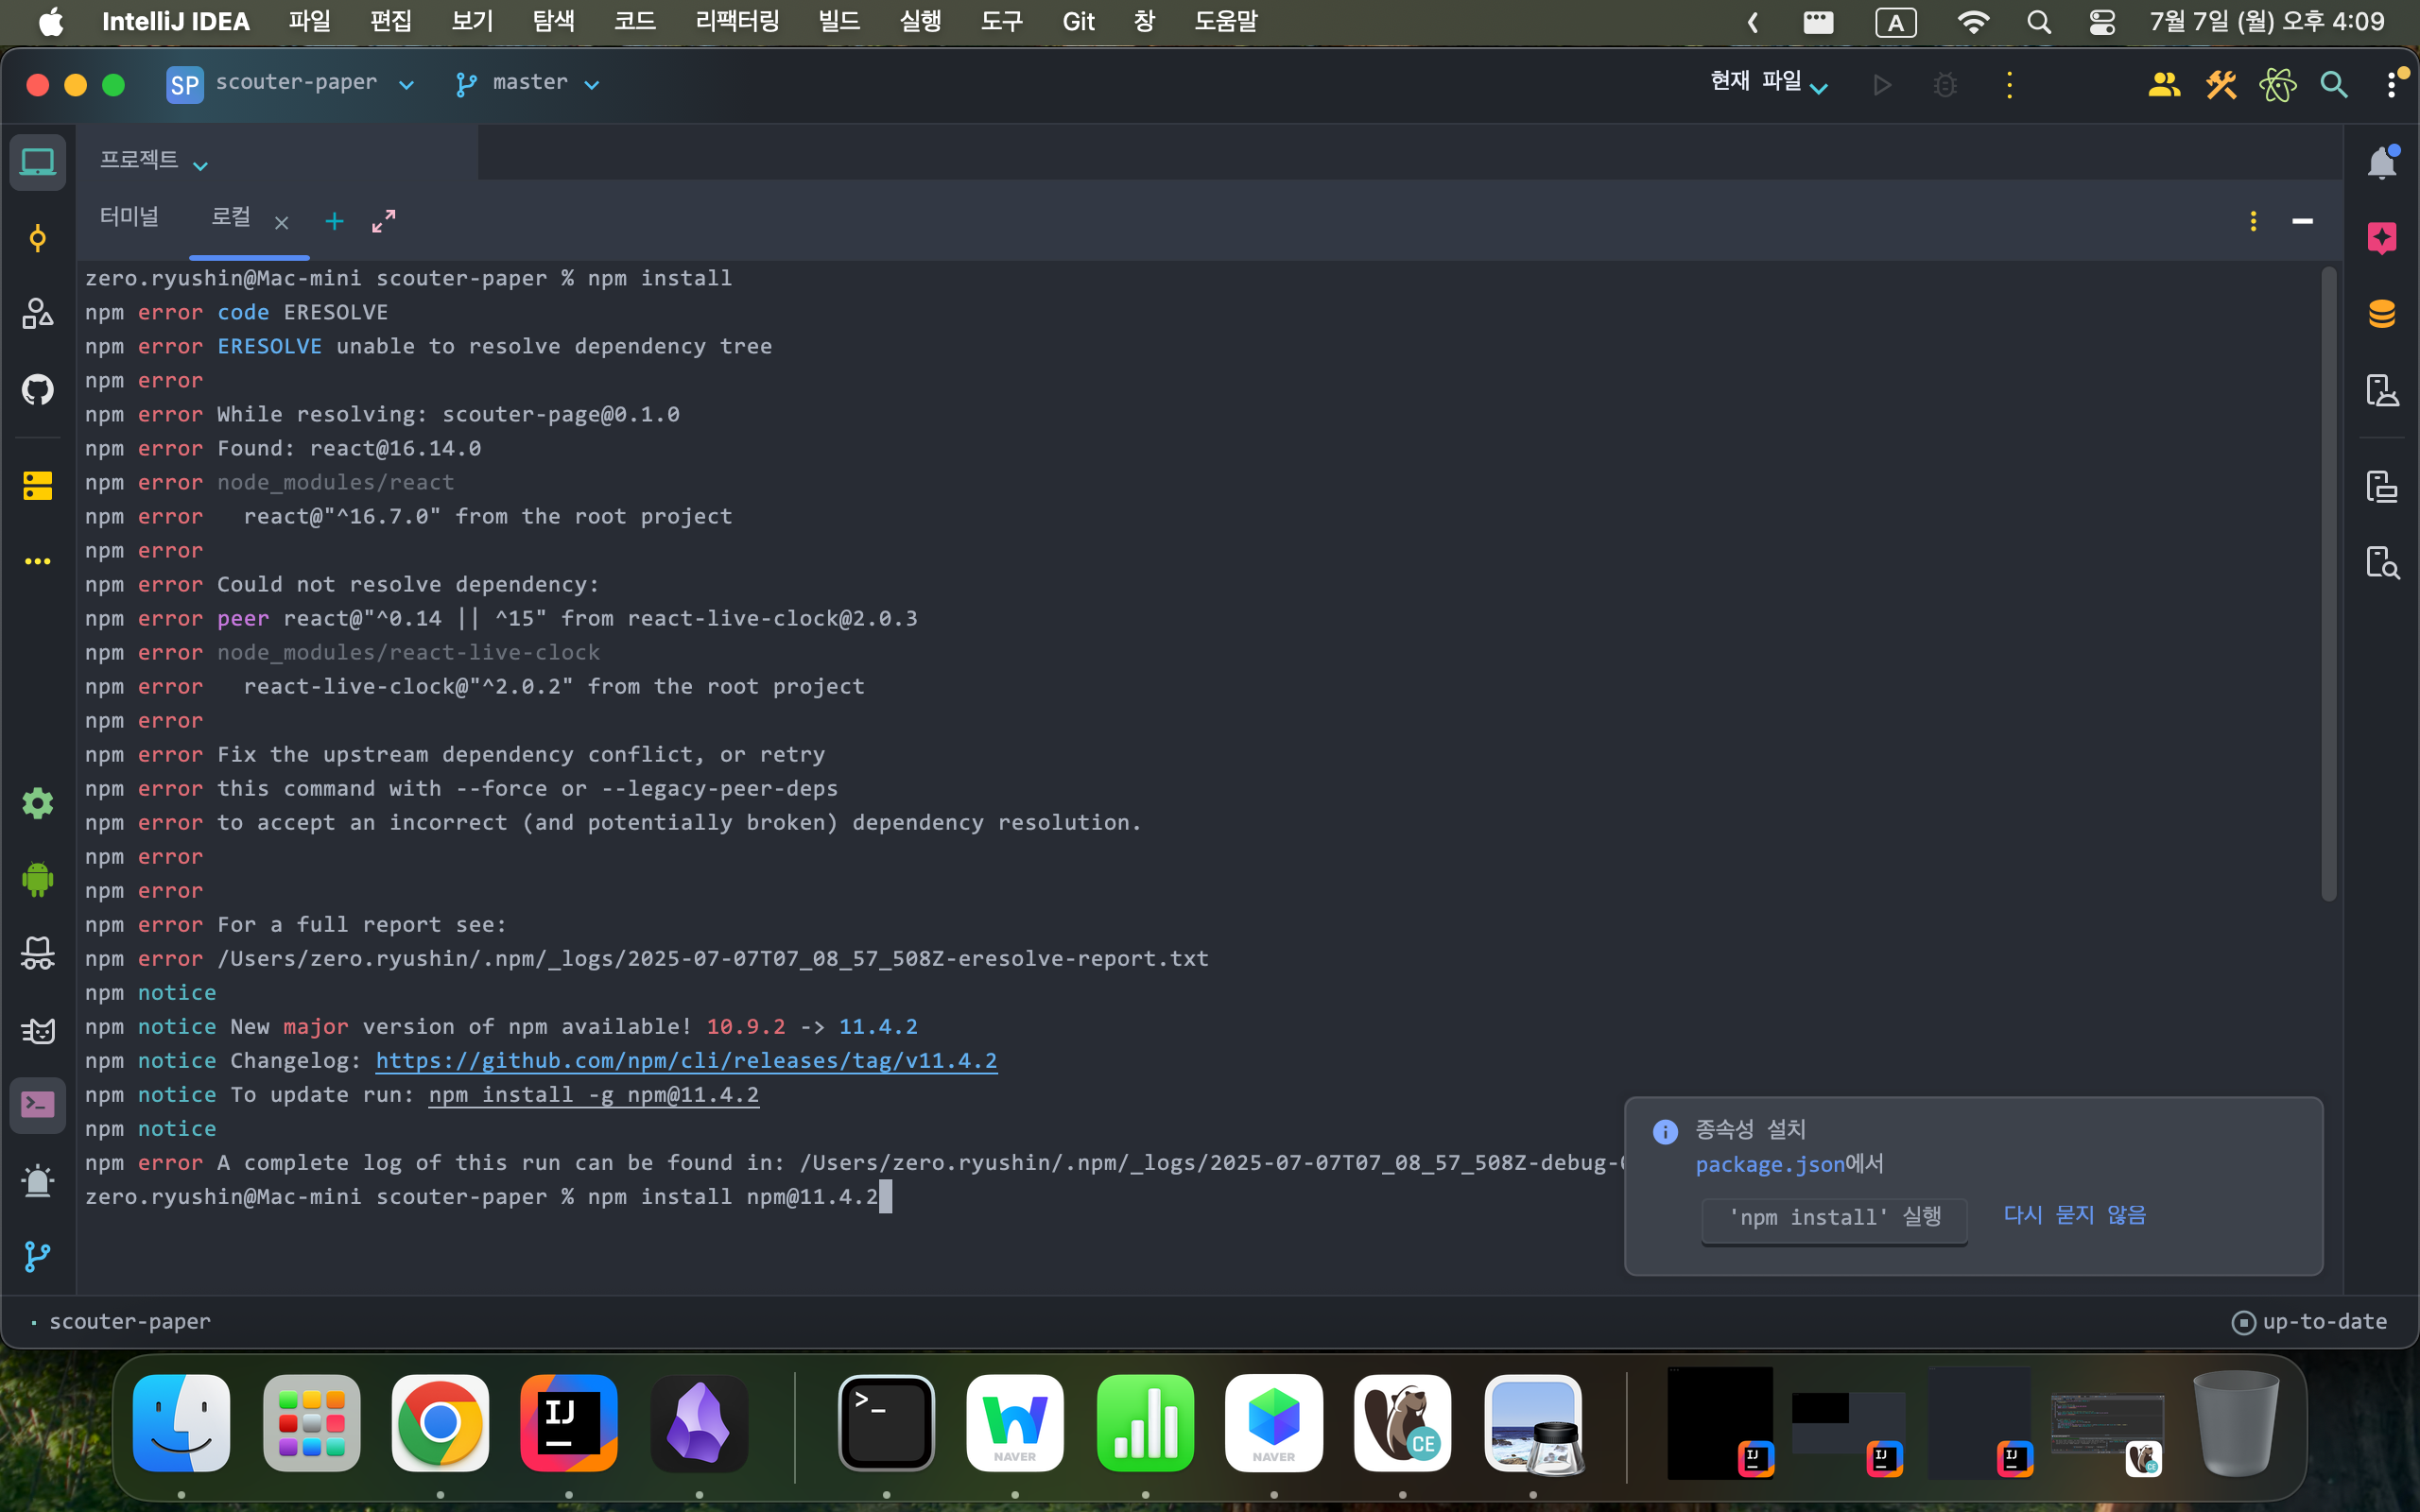 IntelliJ IDEA 파일 편집 보기 탐색 코드 리팩터링 빌드 실행 도구 Git 창 도움말 A 7월 7일 (월) 오후 4:09
SP scouter-paper master 현재 파일
프로젝트
터미널 로컬
zero.ryushin@Mac-mini scouter-paper % npm install
npm error code ERESOLVE
npm error ERESOLVE unable to resolve dependency tree
npm error
npm error While resolving: scouter-page@0.1.0
npm error Found: react@16.14.0
npm error node_modules/react
npm error   react@"^16.7.0" from the root project
npm error
npm error Could not resolve dependency:
npm error peer react@"^0.14 || ^15" from react-live-clock@2.0.3
npm error node_modules/react-live-clock
npm error   react-live-clock@"^2.0.2" from the root project
npm error
npm error Fix the upstream dependency conflict, or retry
npm error this command with --force or --legacy-peer-deps
npm error to accept an incorrect (and potentially broken) dependency resolution.
npm error
npm error
npm error For a full report see:
npm error /Users/zero.ryushin/.npm/_logs/2025-07-07T07_08_57_508Z-eresolve-report.txt
npm notice
npm notice New major version of npm available! 10.9.2 -> 11.4.2
npm notice Changelog: https://github.com/npm/cli/releases/tag/v11.4.2
npm notice To update run: npm install -g npm@11.4.2
npm notice
npm error A complete log of this run can be found in: /Users/zero.ryushin/.npm/_logs/2025-07-07T07_08_57_508Z-debug-
zero.ryushin@Mac-mini scouter-paper % npm install npm@11.4.2
종속성 설치
package.json에서
'npm install' 실행 다시 묻지 않음
scouter-paper up-to-date
IJ >_ NAVER NAVER CE IJ IJ IJ